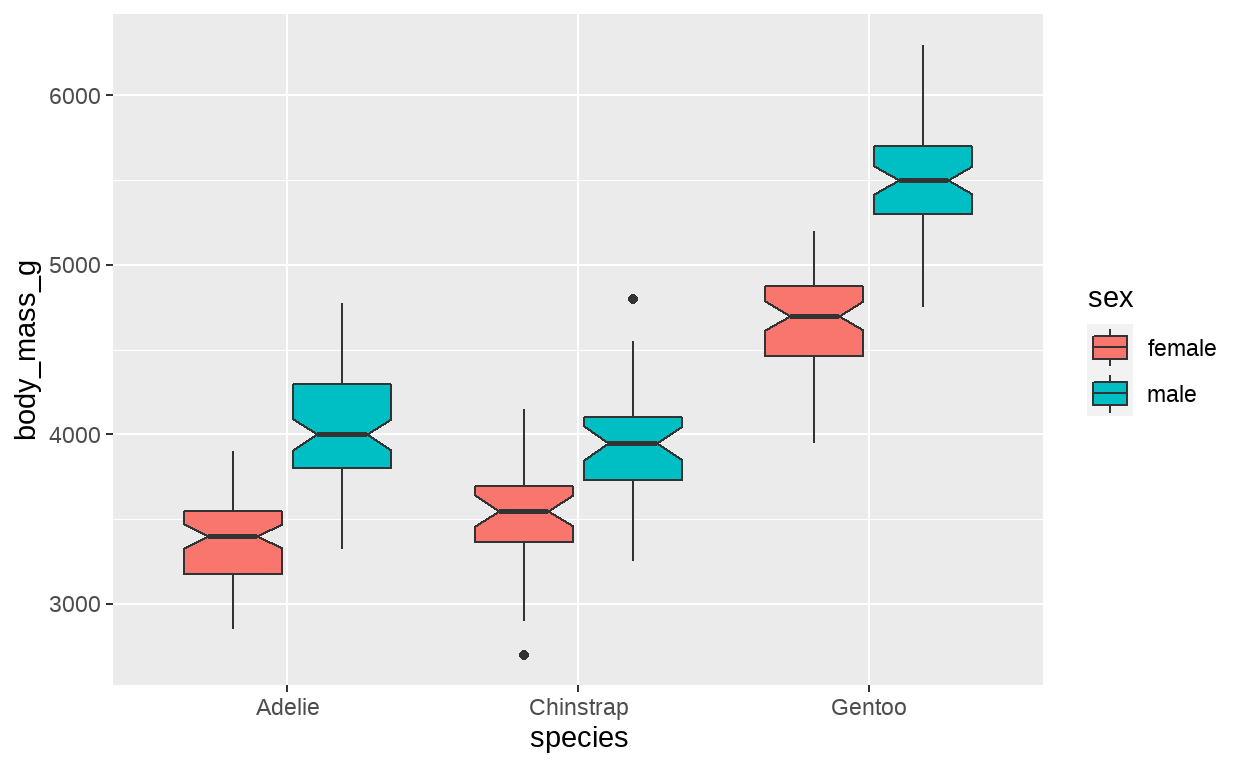 body_mass_g
6000
5000
4000
3000
Adelie Chinstrap Gentoo
species
sex
female
male